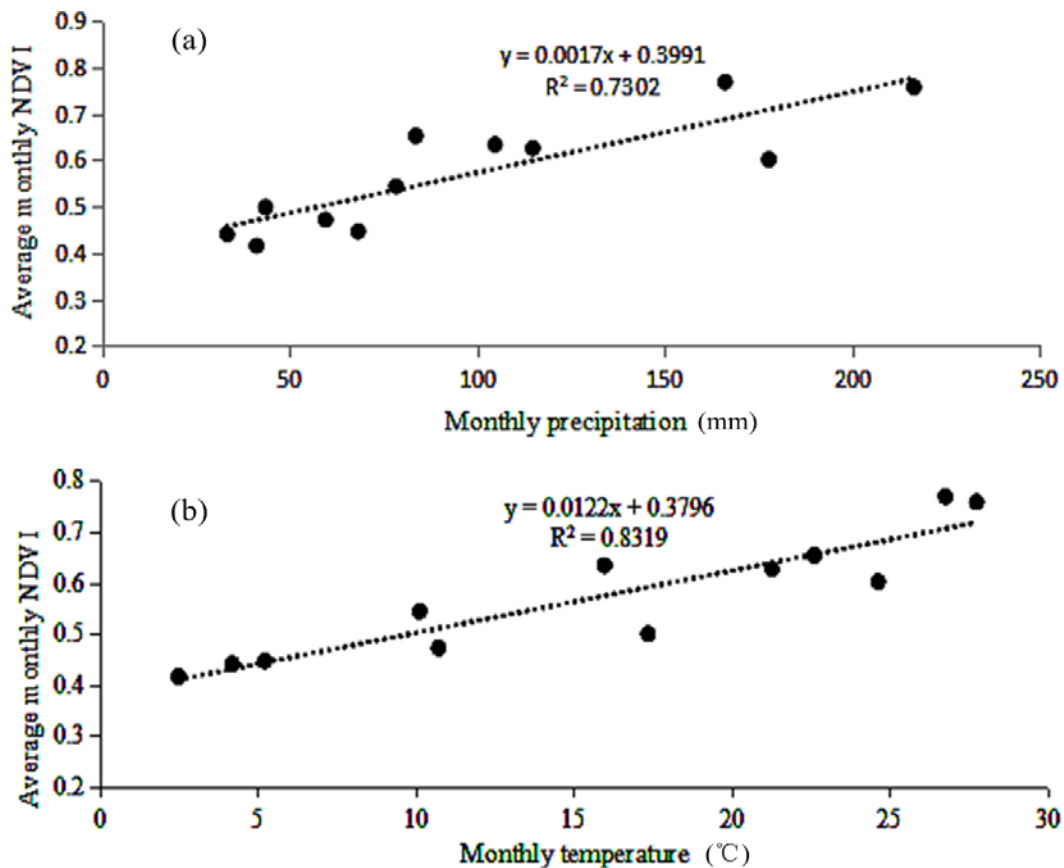 (a)
y = 0.0017x + 0.3991
R² = 0.7302
Average monthly NDVI
0.9
0.8
0.7
0.6
0.5
0.4
0.3
0.2
0 50 100 150 200 250
Monthly precipitation (mm)
(b)
y = 0.0122x + 0.3796
R² = 0.8319
Average monthly NDVI
0.8
0.7
0.6
0.5
0.4
0.3
0.2
0 5 10 15 20 25 30
Monthly temperature (℃)